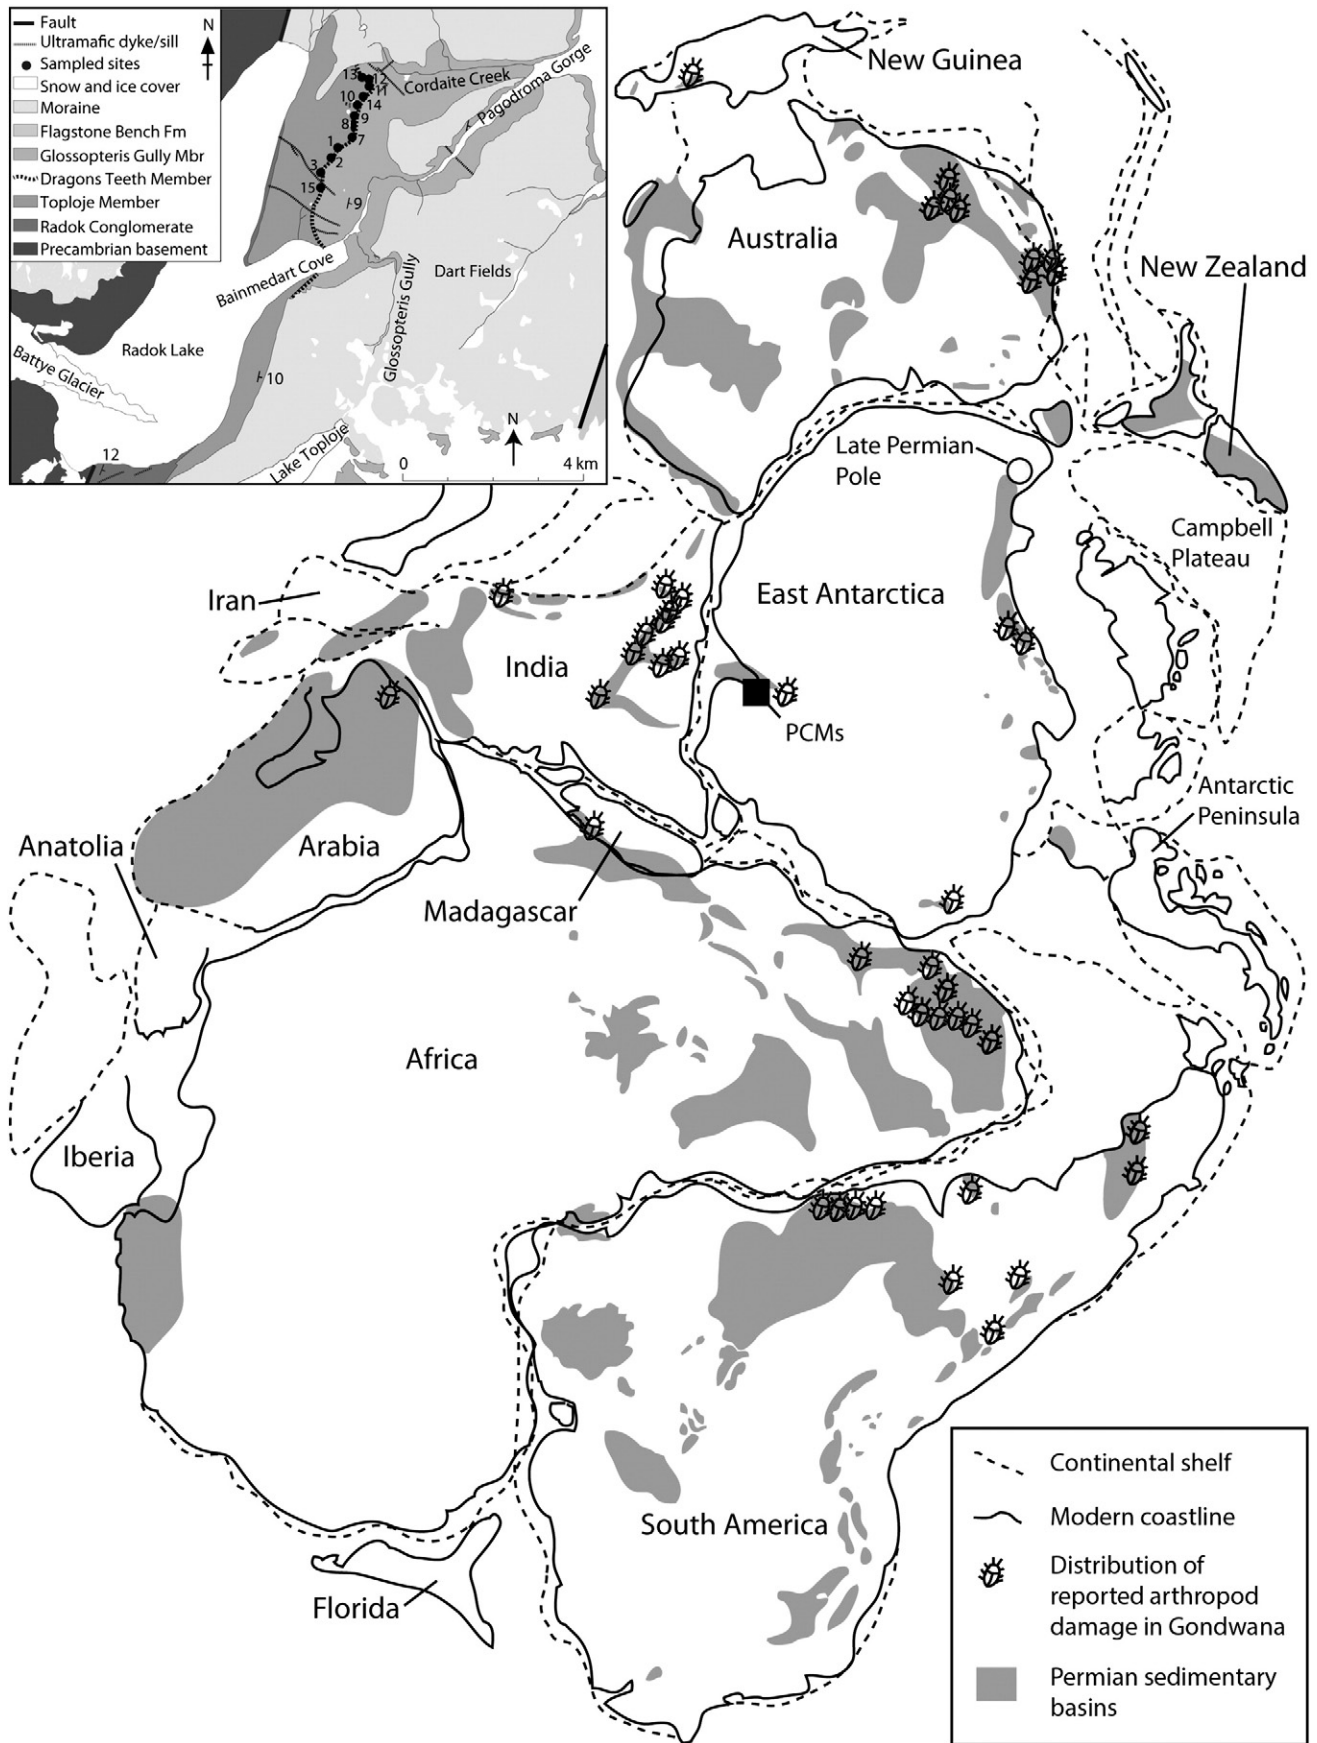 Fault
N
Ultramafic dyke/sill
Sampled sites
Snow and ice cover
Moraine
Flagstone Bench Fm
Glossopteris Gully Mbr
Dragons Teeth Member
Toploje Member
Radok Conglomerate
Precambrian basement
13
12
11
10
14
9
8
7
1
2
3
15
9
Cordaite Creek
Pagodroma Gorge
Bainmedart Cove
Glossopteris Gully
Dart Fields
Radok Lake
Battye Glacier
10
12
Lake Toploje
N
0
4 km
New Guinea
Australia
New Zealand
Late Permian
Pole
Campbell
Plateau
East Antarctica
Iran
India
PCMs
Antarctic
Peninsula
Anatolia
Arabia
Madagascar
Africa
Iberia
South America
Florida
Continental shelf
Modern coastline
Distribution of
reported arthropod
damage in Gondwana
Permian sedimentary
basins